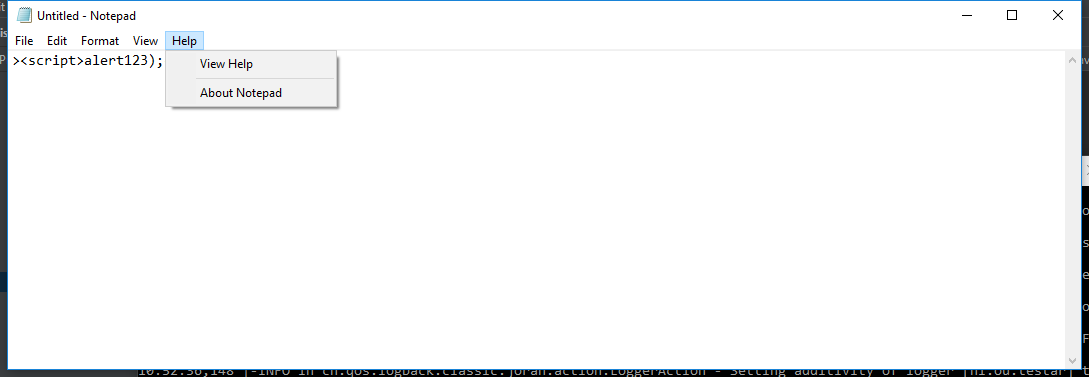 Untitled - Notepad
File Edit Format View Help
><script>alert123);
View Help
About Notepad
10:52:36,148 |-INFO in ch.qos.logback.classic.joran.action.LoggerAction - Setting additivity of logger [nl.ou.testar]